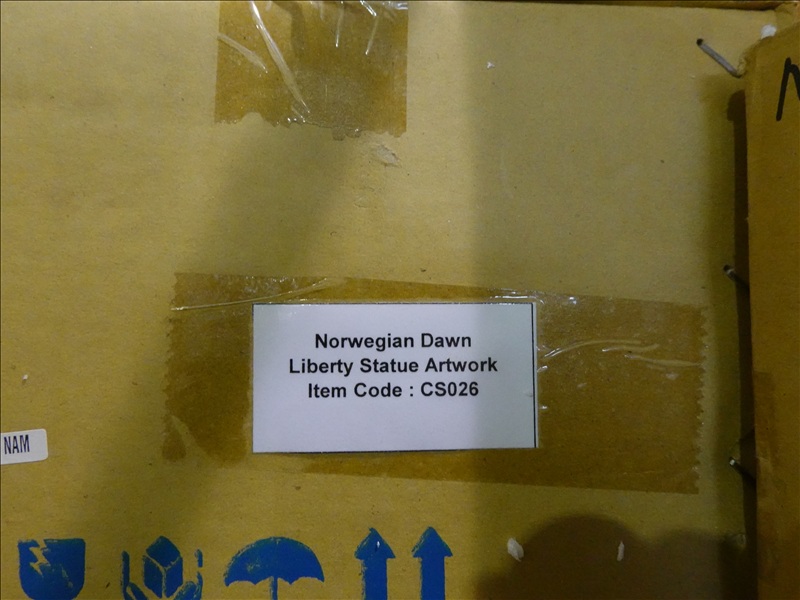 Norwegian Dawn
Liberty Statue Artwork
Item Code : CS026
NAM